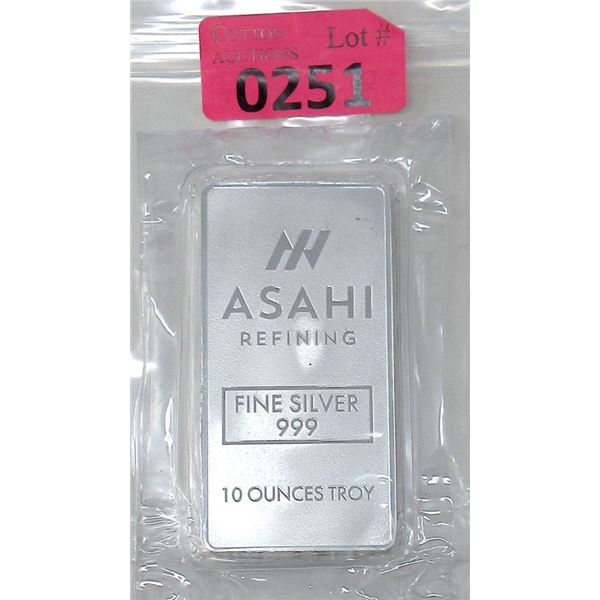 COTTON Lot #
AUCTIONS
0251
ASAHI
REFINING
FINE SILVER
999
10 OUNCES TROY